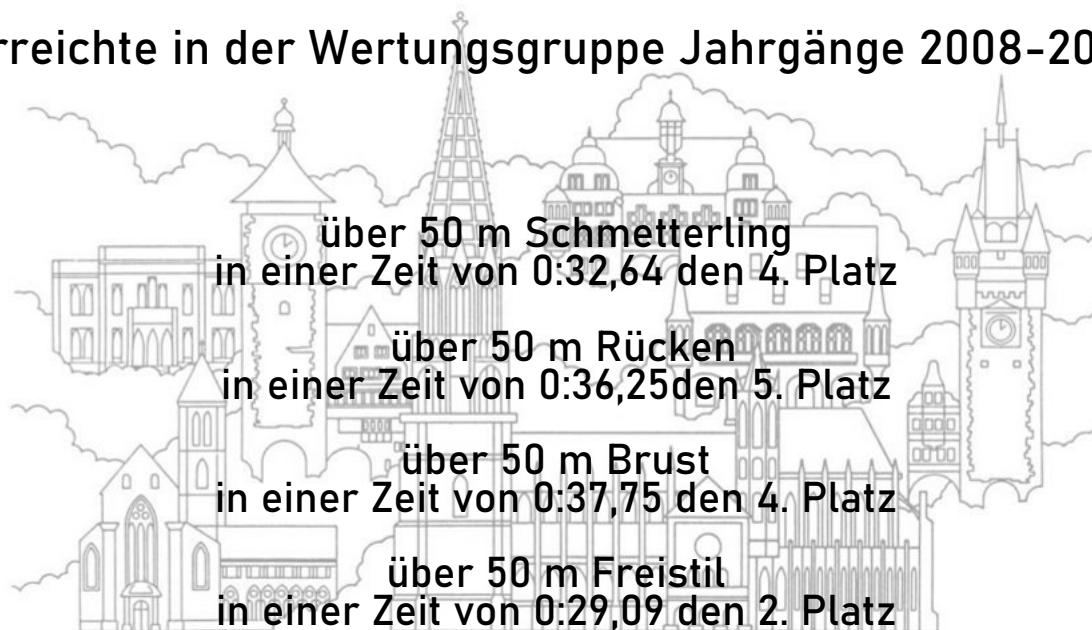 rreichte in der Wertungsgruppe Jahrgänge 2008-20
über 50 m Schmetterling
in einer Zeit von 0:32,64 den 4. Platz
über 50 m Rücken
in einer Zeit von 0:36,25den 5. Platz
über 50 m Brust
in einer Zeit von 0:37,75 den 4. Platz
über 50 m Freistil
in einer Zeit von 0:29,09 den 2. Platz